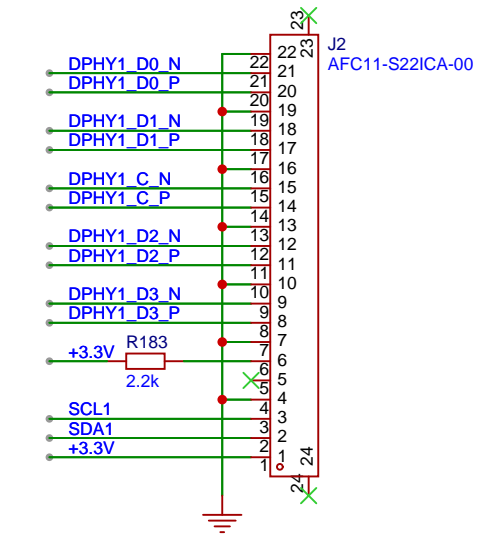 23
23
J2
AFC11-S22ICA-00
22
22
DPHY1_D0_N
21
21
DPHY1_D0_P
20
20
19
19
DPHY1_D1_N
18
18
DPHY1_D1_P
17
17
16
16
DPHY1_C_N
15
15
DPHY1_C_P
14
14
13
13
DPHY1_D2_N
12
12
DPHY1_D2_P
11
11
10
10
DPHY1_D3_N
9
9
DPHY1_D3_P
8
8
7
7
+3.3V
R183
2.2k
6
6
5
5
4
4
SCL1
3
3
SDA1
2
2
+3.3V
1
1
24
24